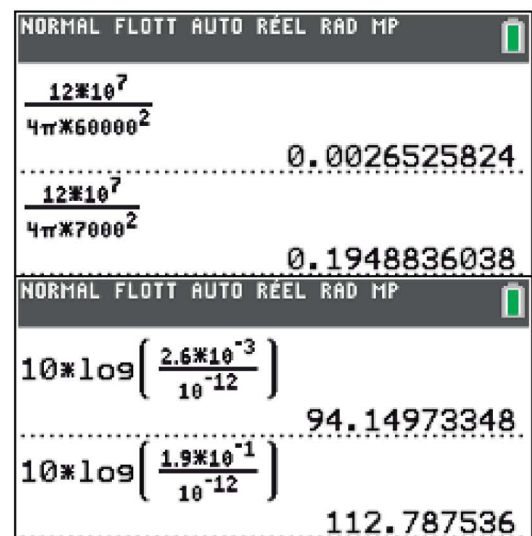 NORMAL FLOTT AUTO RÉEL RAD MP
12*10^7
4π*60000^2
0.0026525824
12*10^7
4π*7000^2
0.1948836038
NORMAL FLOTT AUTO RÉEL RAD MP
10*log(2.6*10^-3/10^-12)
94.14973348
10*log(1.9*10^-1/10^-12)
112.787536